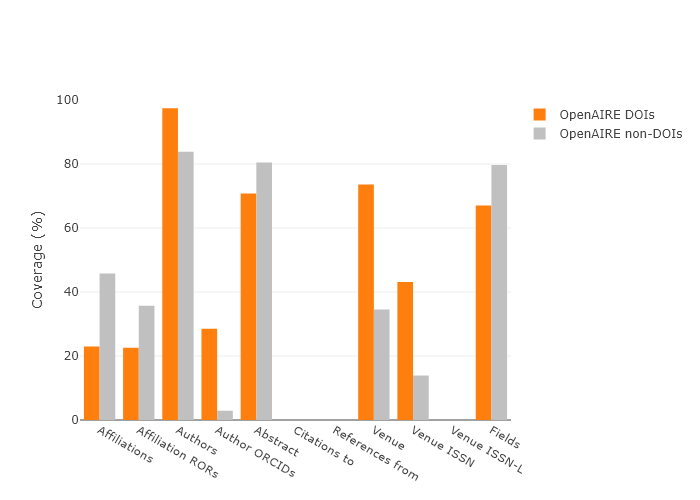 100
80
60
40
20
0
Coverage (%)
OpenAIRE DOIs
OpenAIRE non-DOIs
Affiliations
Affiliation RORs
Authors
Author ORCIDs
Abstract
Citations to
References from
Venue
Venue ISSN
Venue ISSN-L
Fields